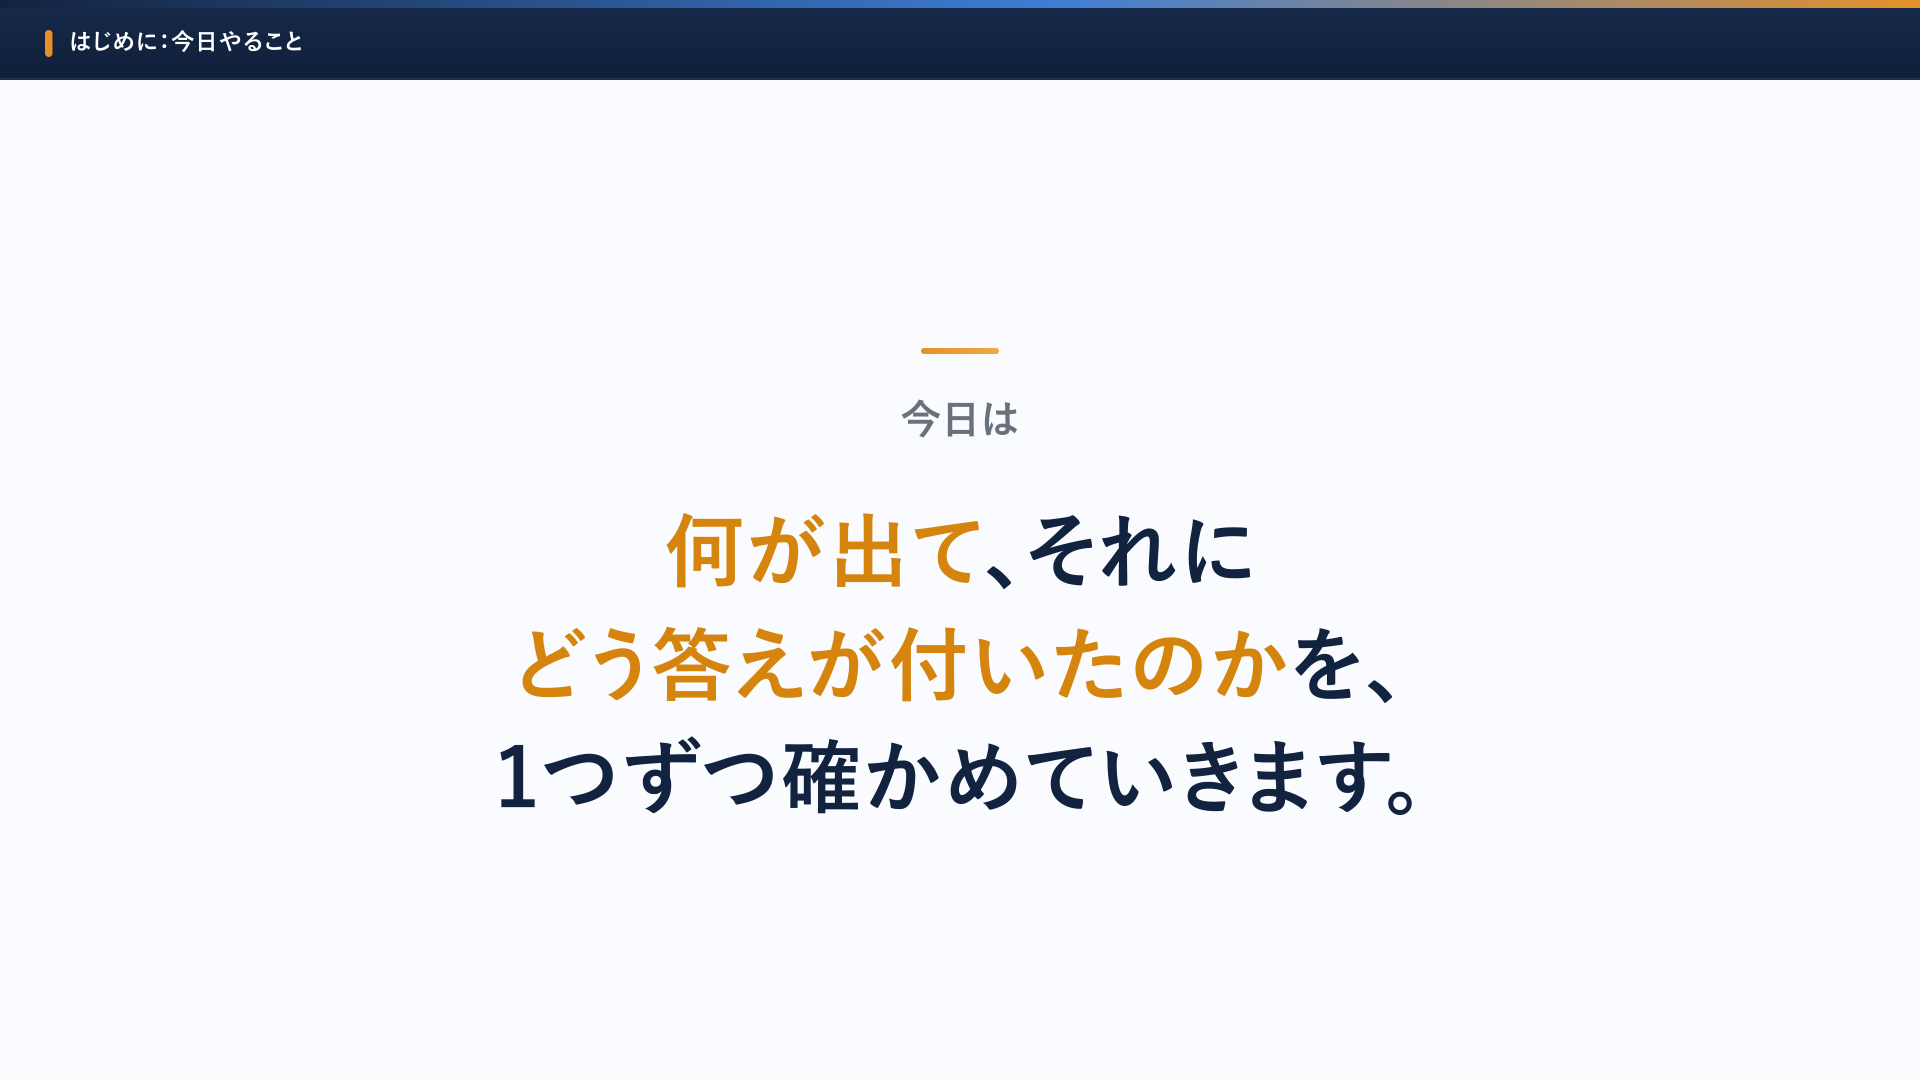 はじめに：今日やること
今日は
何が出て、それに
どう答えが付いたのかを、
1つずつ確かめていきます。